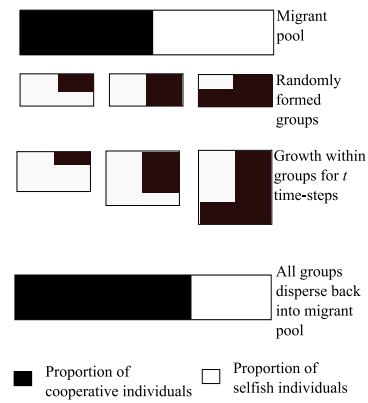 Migrant
pool
Randomly
formed
groups
Growth within
groups for t
time-steps
All groups
disperse back
into migrant
pool
Proportion of
cooperative individuals
Proportion of
selfish individuals